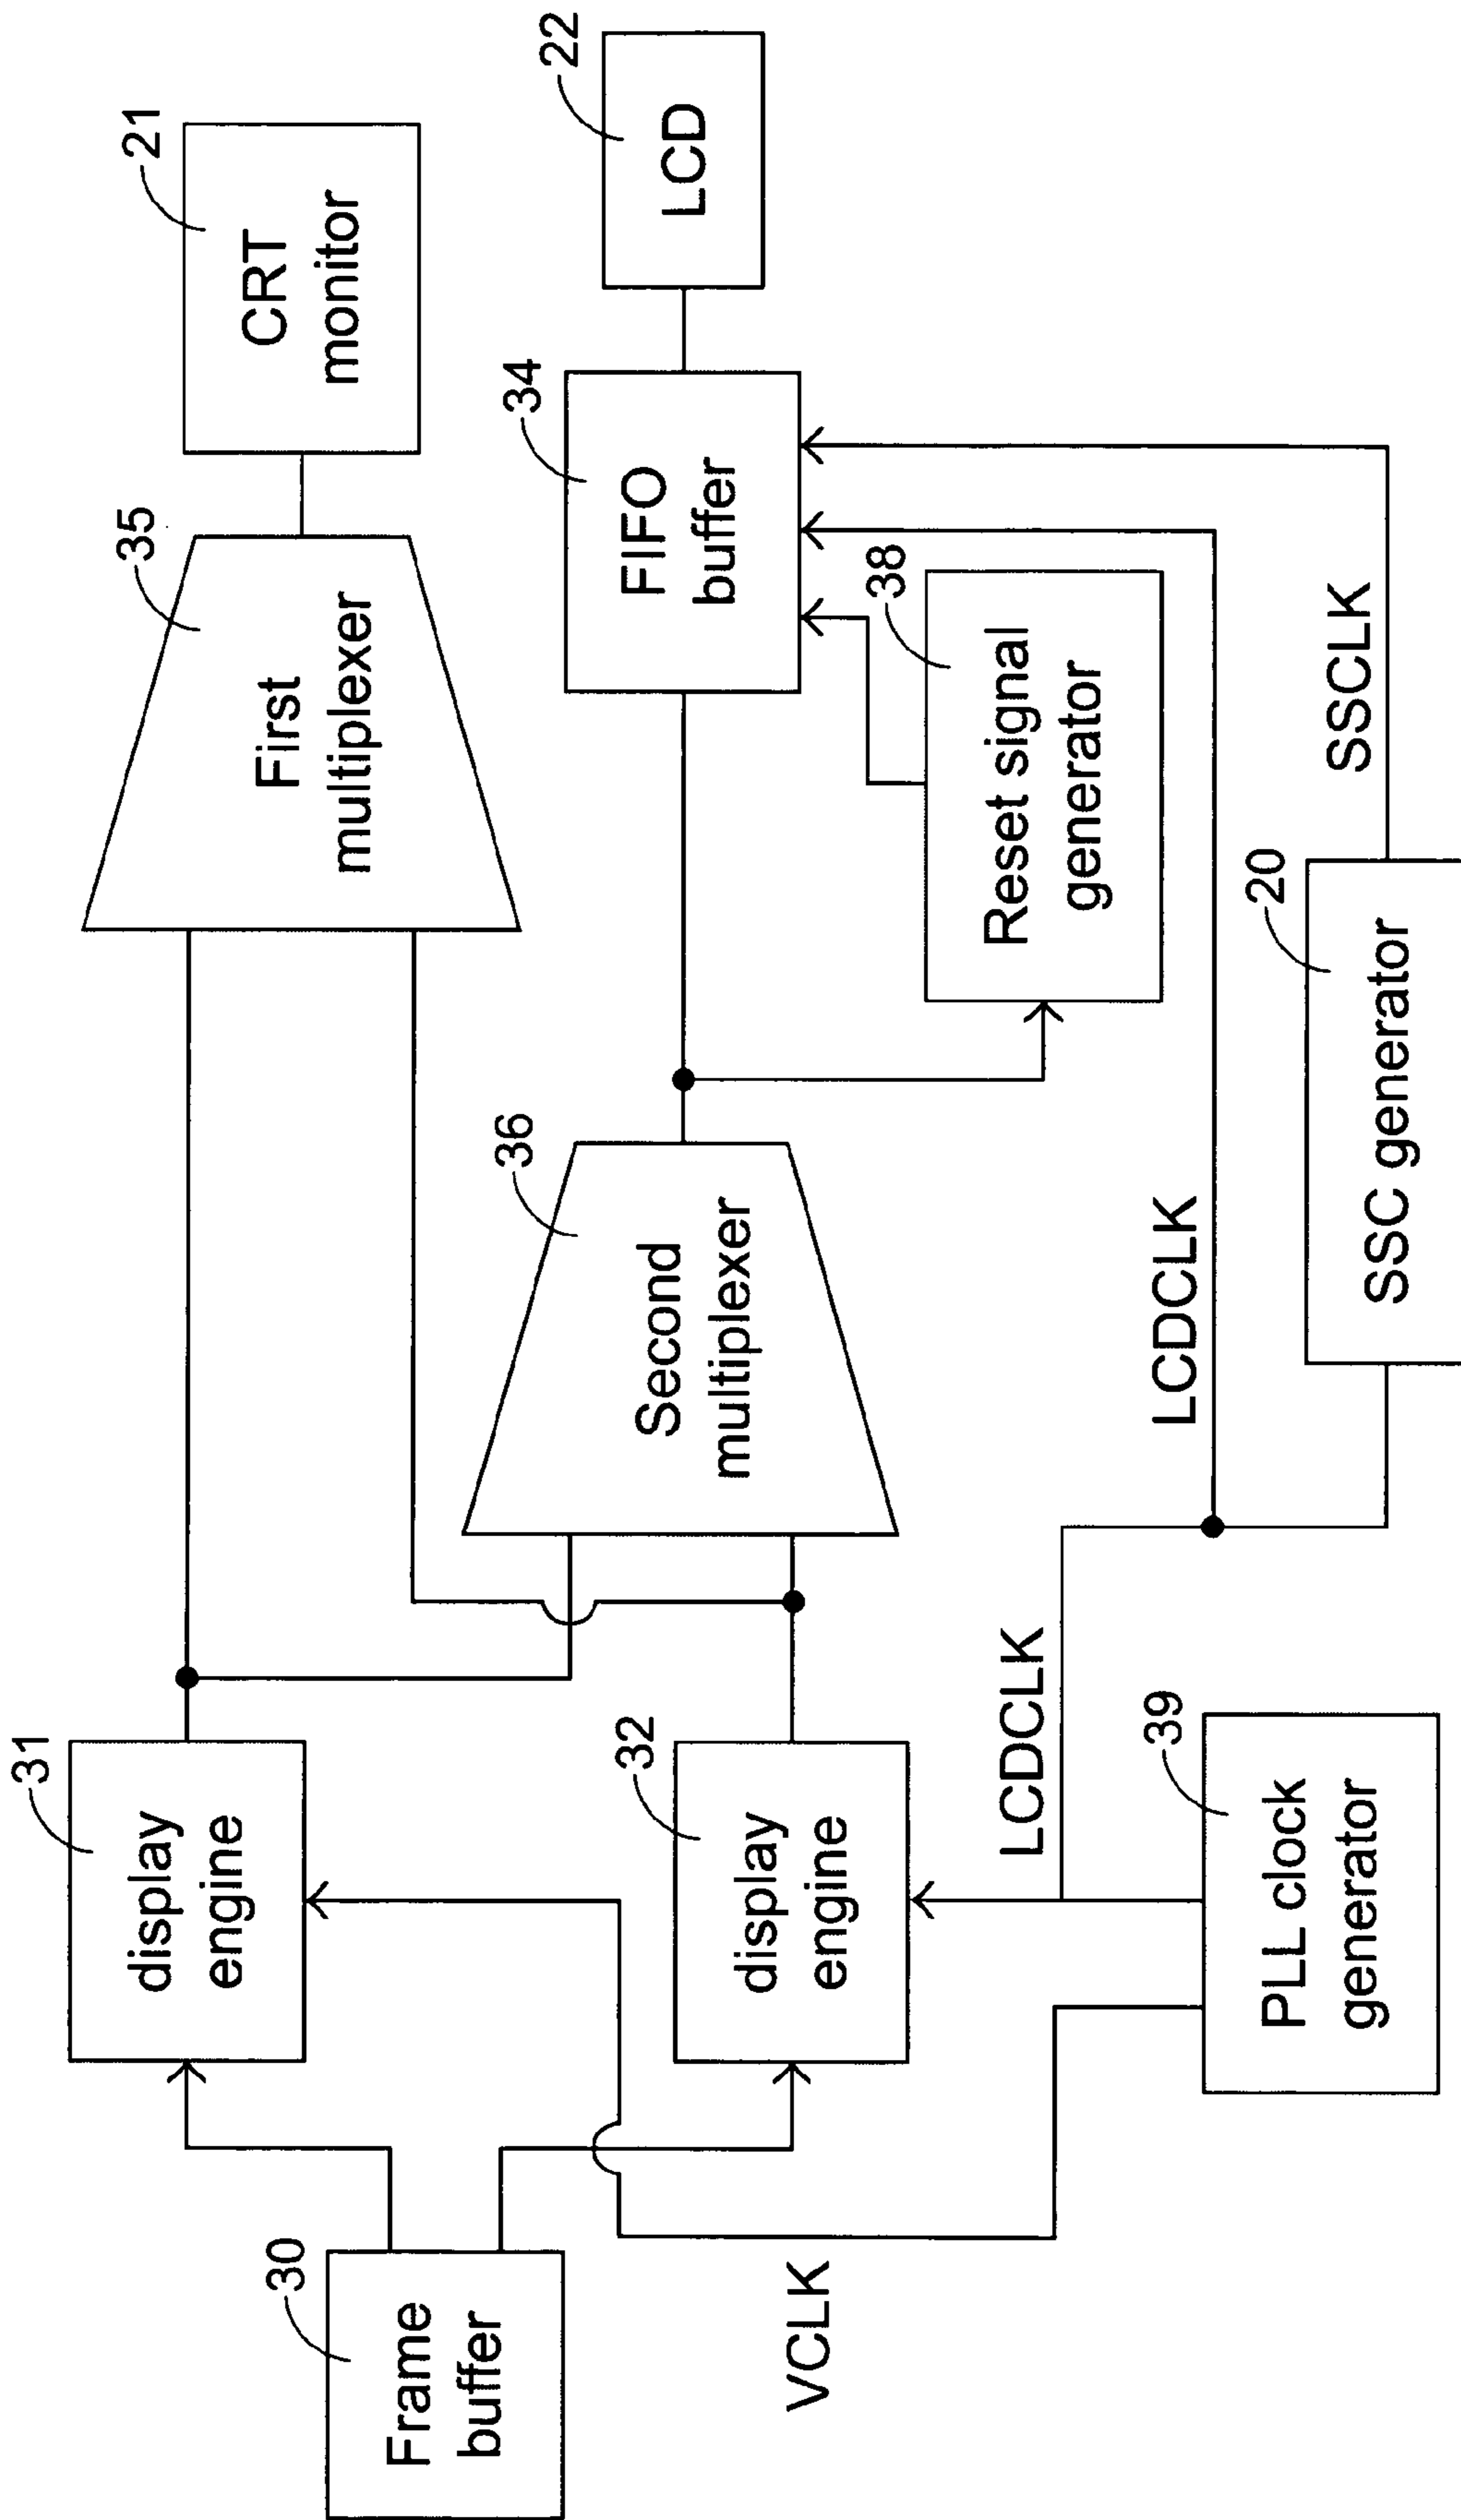 30
Frame
buffer
VCLK
31
display
engine
32
display
engine
39
PLL clock
generator
LCDCLK
LCDCLK
35
First
multiplexer
36
Second
multiplexer
38
Reset signal
generator
20
SSC generator
SSCLK
34
FIFO
buffer
21
CRT
monitor
22
LCD